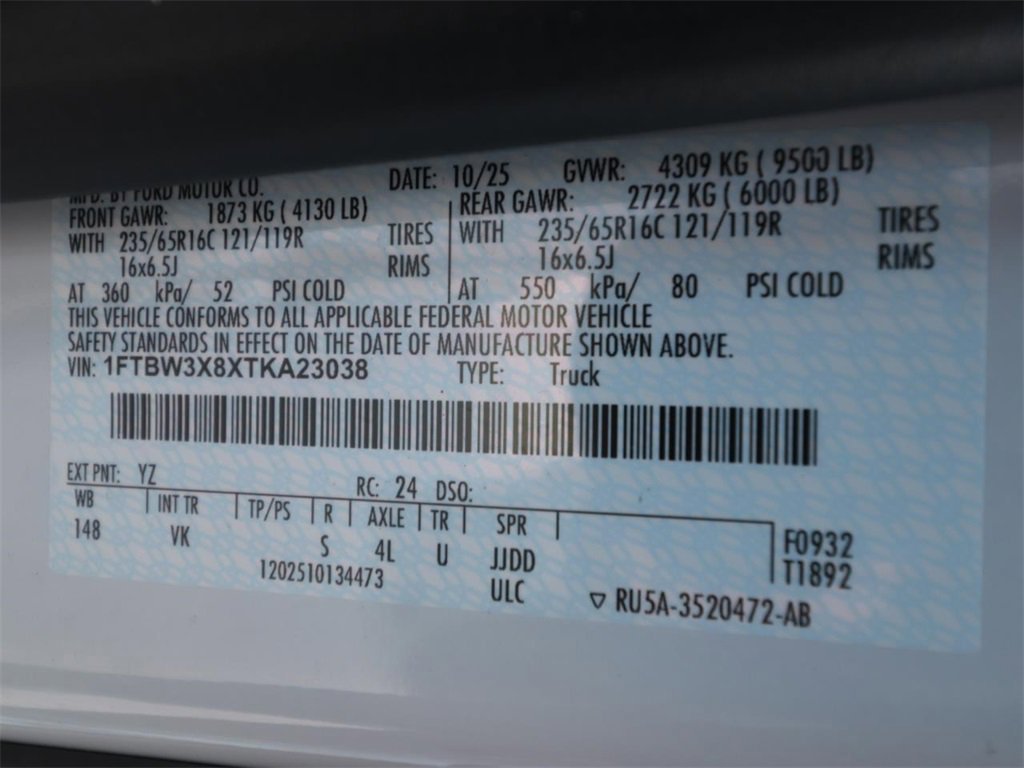 MFD. BY FORD MOTOR CO. DATE: 10/25 GVWR: 4309 KG ( 9500 LB)
FRONT GAWR: 1873 KG ( 4130 LB) REAR GAWR: 2722 KG ( 6000 LB)
WITH 235/65R16C 121/119R TIRES WITH 235/65R16C 121/119R TIRES
16x6.5J RIMS 16x6.5J RIMS
AT 360 kPa/ 52 PSI COLD AT 550 kPa/ 80 PSI COLD
THIS VEHICLE CONFORMS TO ALL APPLICABLE FEDERAL MOTOR VEHICLE
SAFETY STANDARDS IN EFFECT ON THE DATE OF MANUFACTURE SHOWN ABOVE.
VIN: 1FTBW3X8XTKA23038 TYPE: Truck
EXT PNT: YZ RC: 24 DSO:
WB INT TR TP/PS R AXLE TR SPR F0932
148 VK S 4L U JJDD T1892
1202510134473 ULC ▽ RU5A-3520472-AB